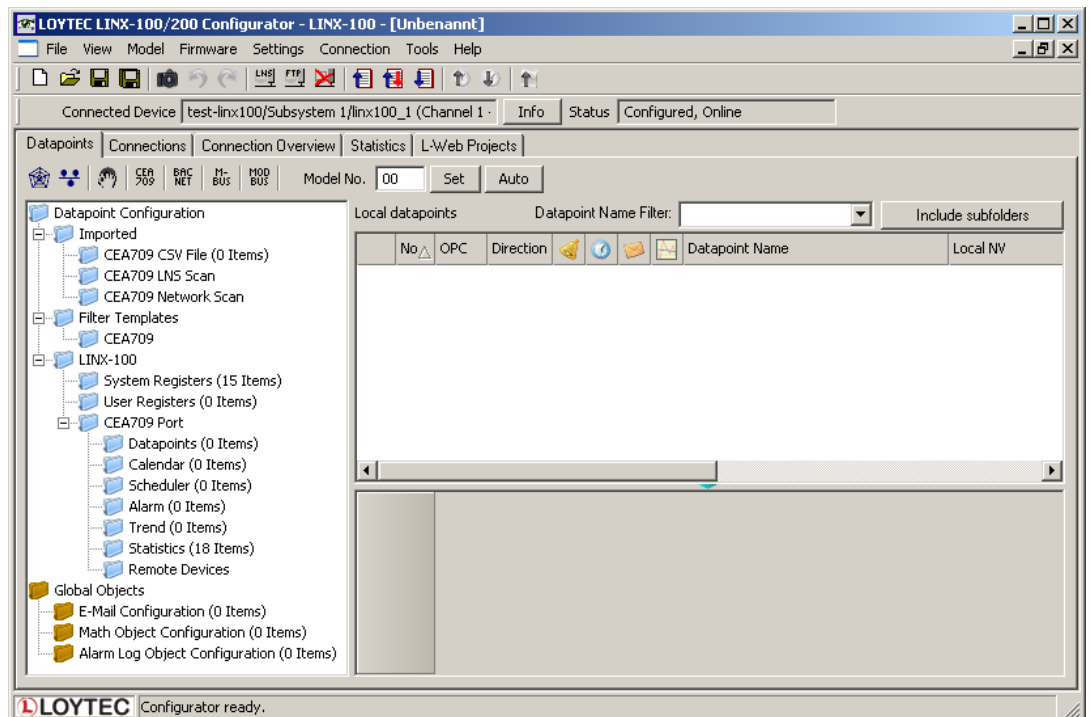 LOYTEC LINX-100/200 Configurator - LINX-100 - [Unbenannt]
File View Model Firmware Settings Connection Tools Help
LNS FTP
Connected Device test-linx100/Subsystem 1/linx100_1 (Channel 1 - Info Status Configured, Online
Datapoints Connections Connection Overview Statistics L-Web Projects
CEA 709 BAC NET M- BUS MOD BUS Model No. 00 Set Auto
Datapoint Configuration
Imported
CEA709 CSV File (0 Items)
CEA709 LNS Scan
CEA709 Network Scan
Filter Templates
CEA709
LINX-100
System Registers (15 Items)
User Registers (0 Items)
CEA709 Port
Datapoints (0 Items)
Calendar (0 Items)
Scheduler (0 Items)
Alarm (0 Items)
Trend (0 Items)
Statistics (18 Items)
Remote Devices
Global Objects
E-Mail Configuration (0 Items)
Math Object Configuration (0 Items)
Alarm Log Object Configuration (0 Items)
Local datapoints Datapoint Name Filter: Include subfolders
No OPC Direction Datapoint Name Local NV
LOYTEC Configurator ready.